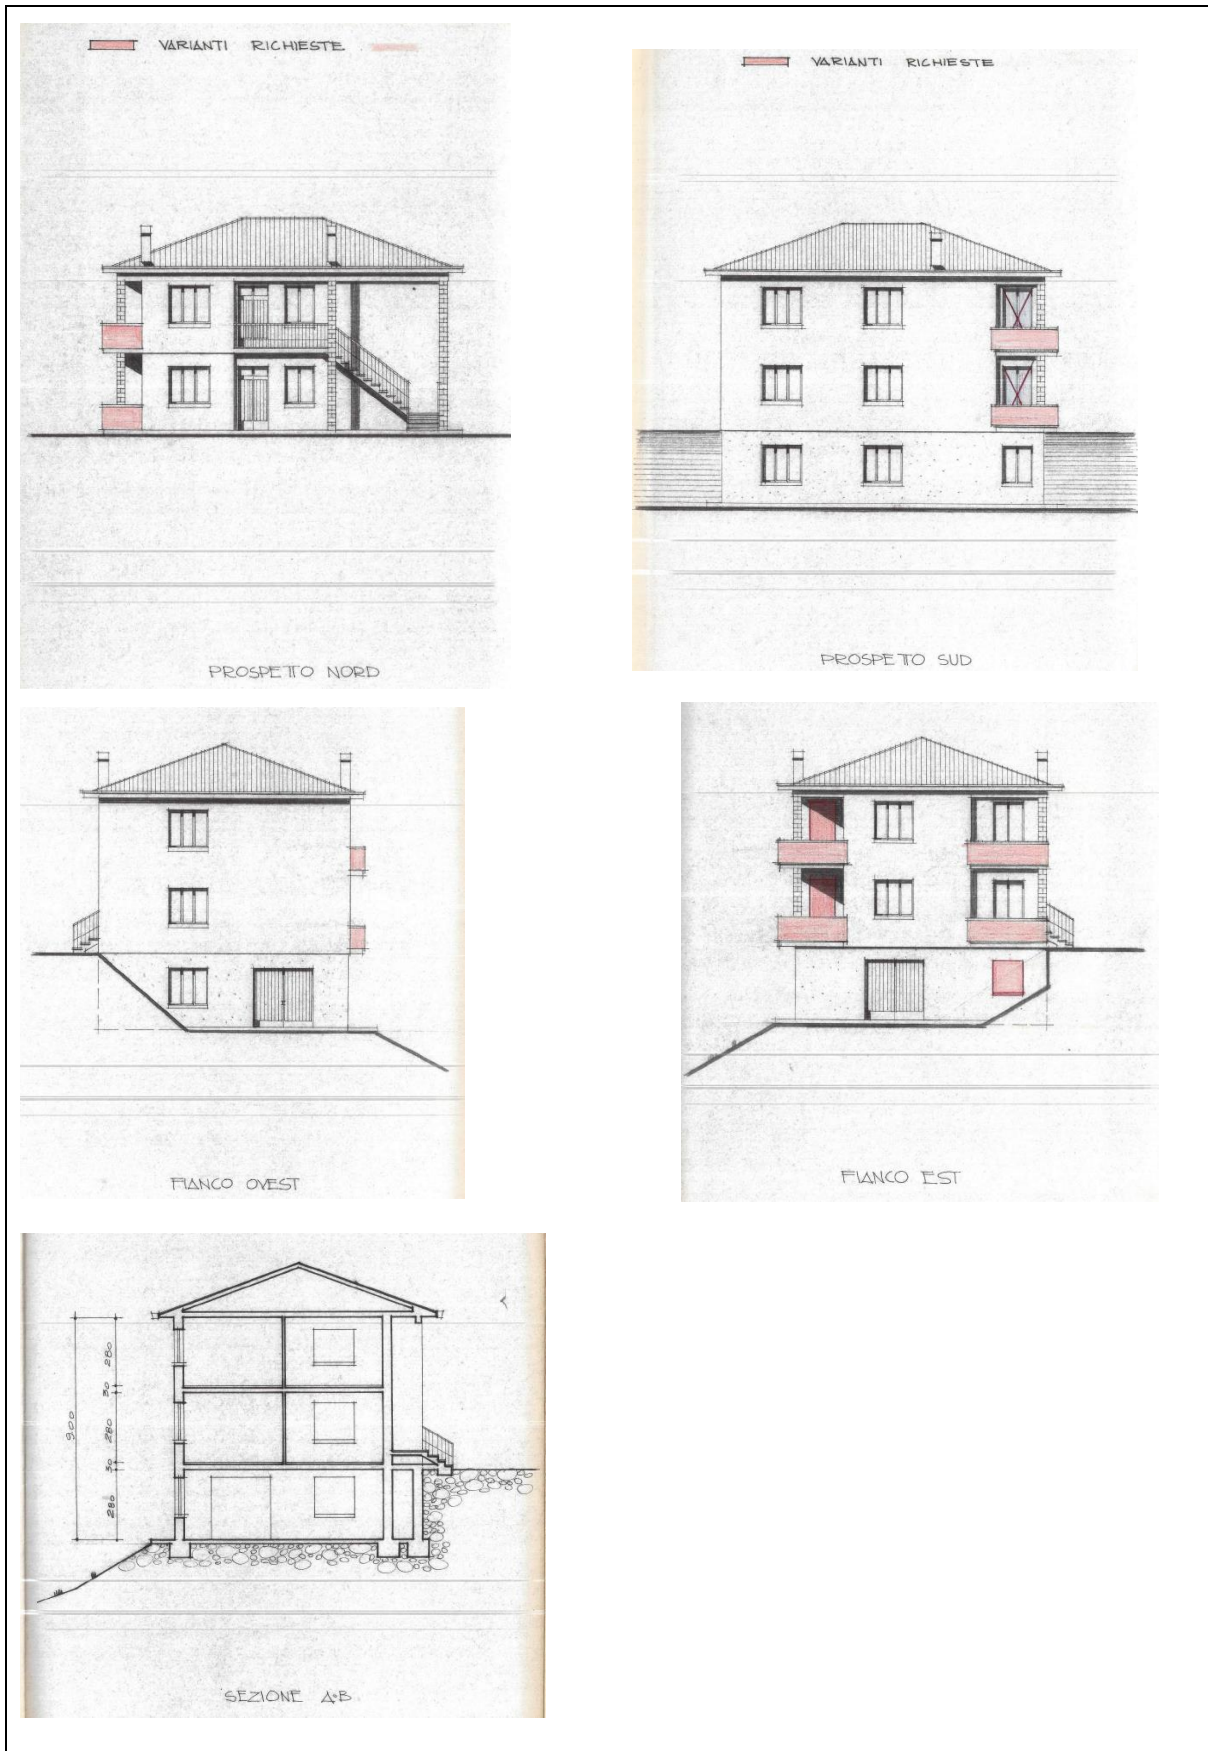 VARIANTI RICHIESTE
VARIANTI RICHIESTE
PROSPETTO NORD
PROSPETTO SUD
FIANCO OVEST
FIANCO EST
280
30
280
30
280
900
SEZIONE A-B